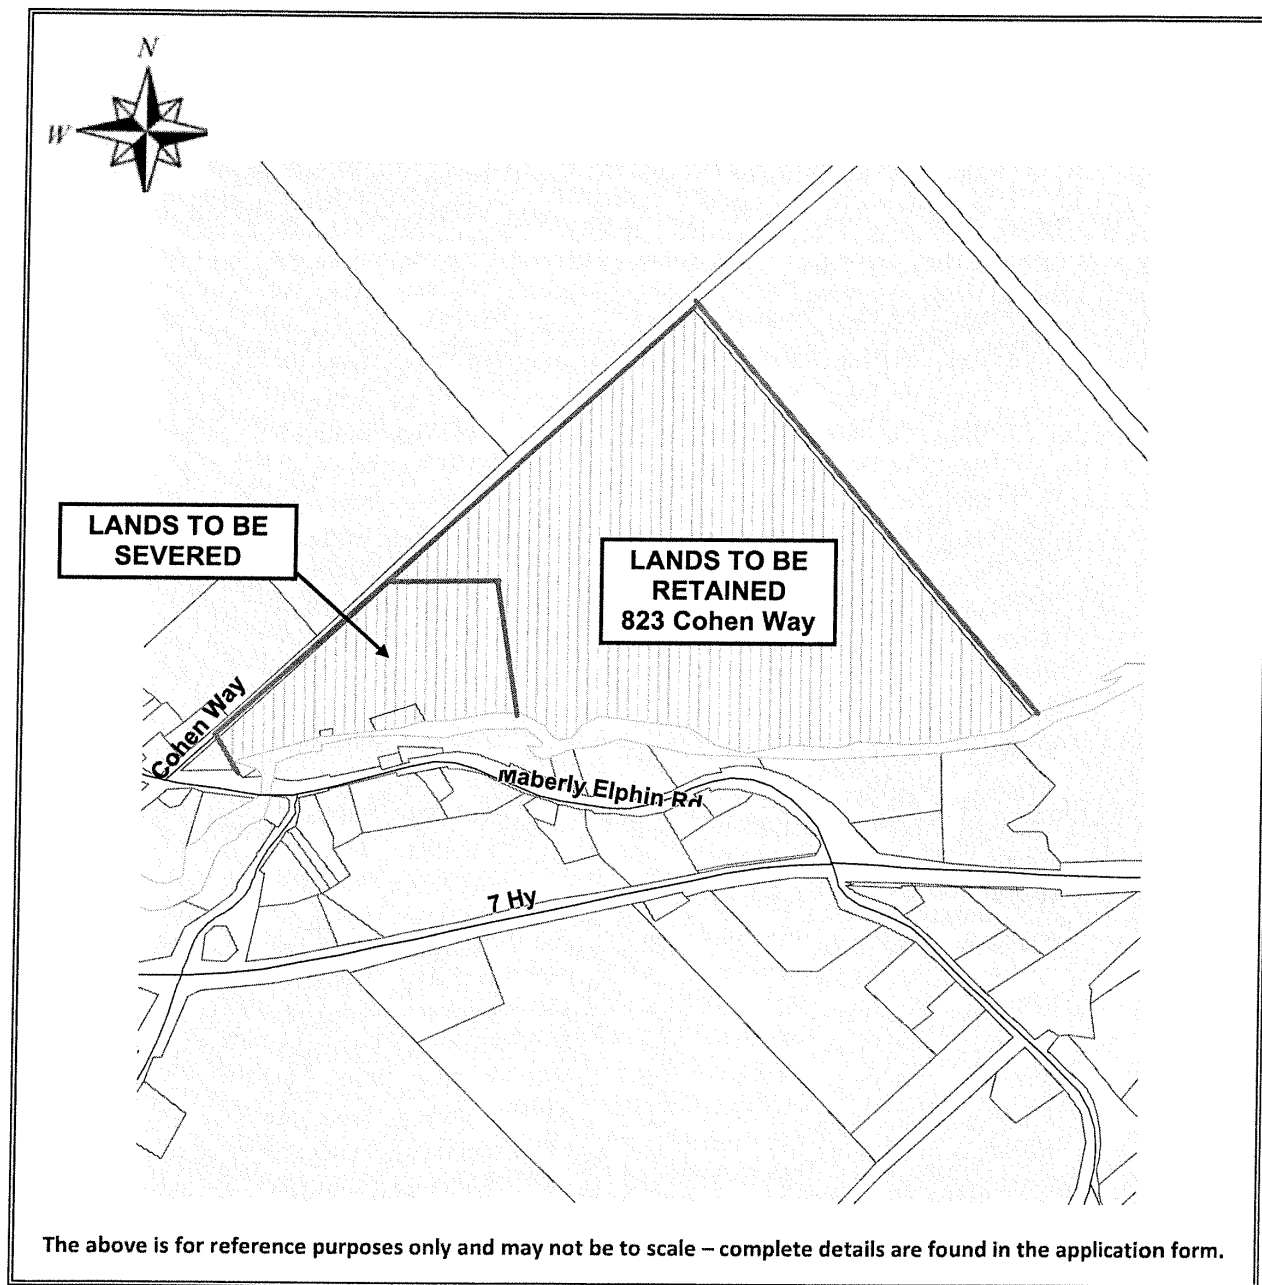 N
W
LANDS TO BE
SEVERED
LANDS TO BE
RETAINED
823 Cohen Way
Cohen Way
Maberly Elphin Rd
7 Hy
The above is for reference purposes only and may not be to scale – complete details are found in the application form.